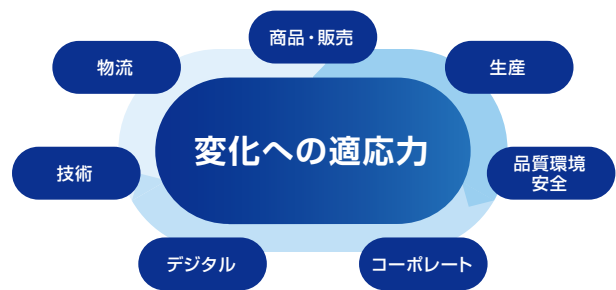 商品・販売
物流
生産
変化への適応力
技術
品質環境
安全
デジタル
コーポレート